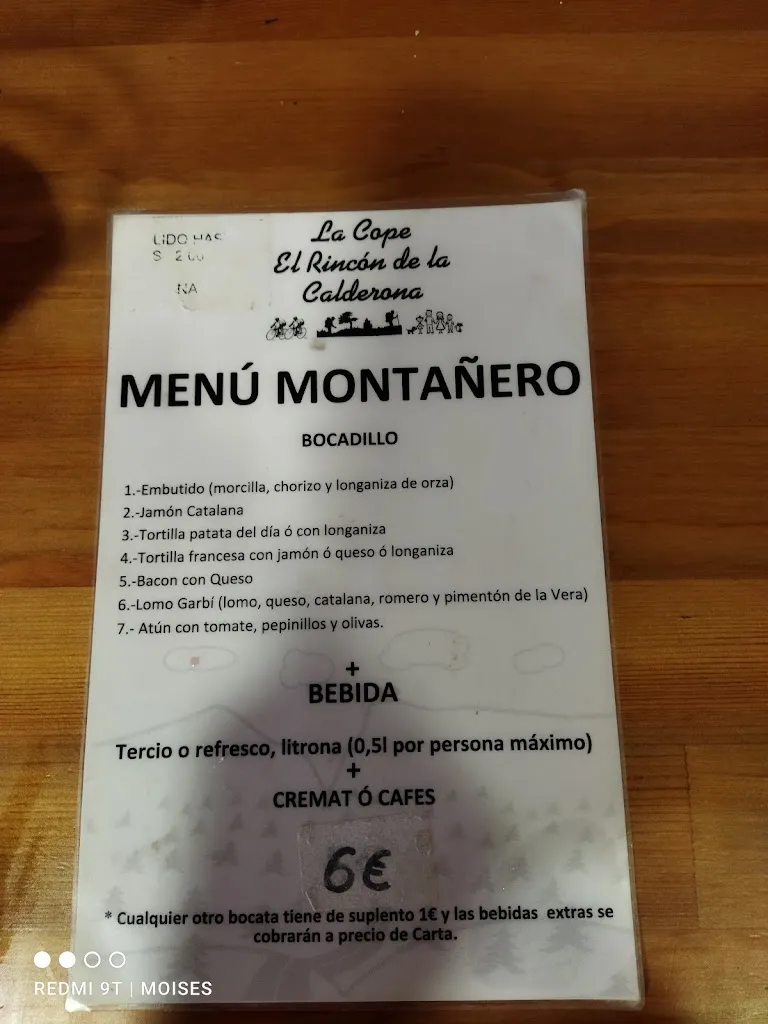 La Cope
El Rincón de la
Calderona
MENÚ MONTAÑERO
BOCADILLO
1.-Embutido (morcilla, chorizo y longaniza de orza)
2.-Jamón Catalana
3.-Tortilla patata del día ó con longaniza
4.-Tortilla francesa con jamón ó queso ó longaniza
5.-Bacon con Queso
6.-Lomo Garbí (lomo, queso, catalana, romero y pimentón de la Vera)
7.- Atún con tomate, pepinillos y olivas.
+
BEBIDA
Tercio o refresco, litrona (0,5l por persona máximo)
+
CREMAT Ó CAFES
6€
* Cualquier otro bocata tiene de suplento 1€ y las bebidas extras se
cobrarán a precio de Carta.
REDMI 9T | MOISES